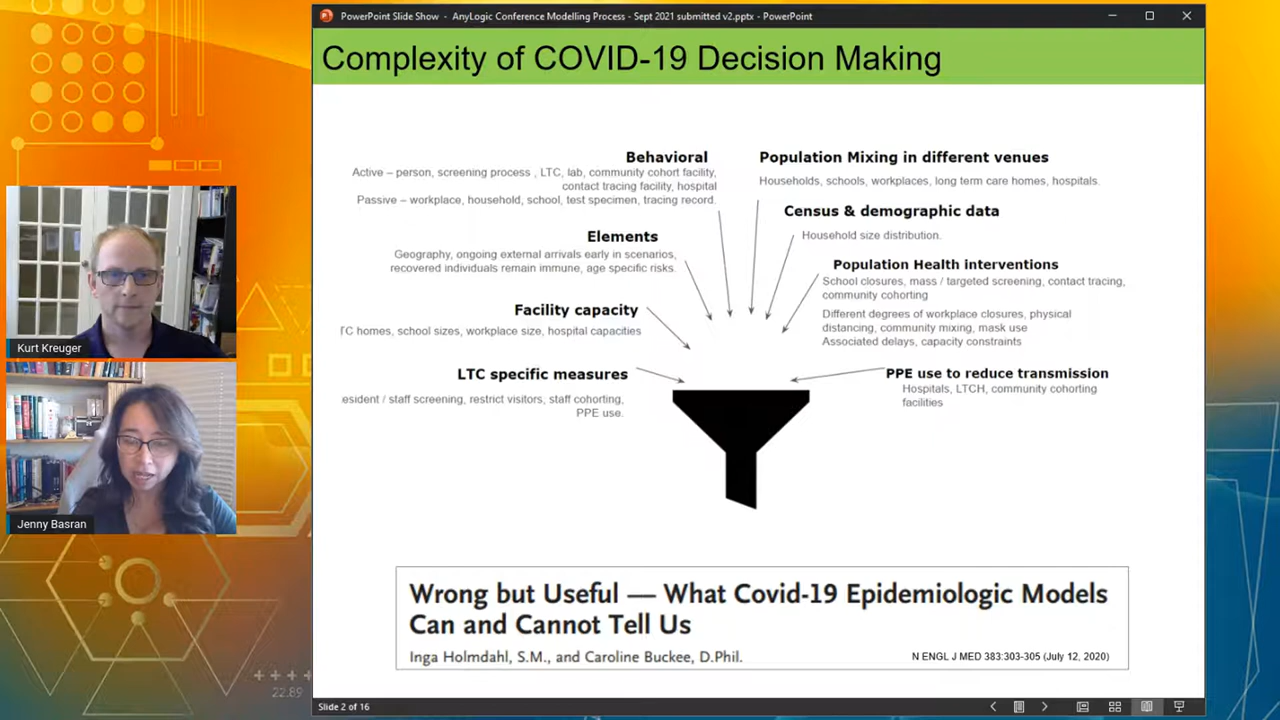 PowerPoint Slide Show - AnyLogic Conference Modelling Process - Sept 2021 submitted v2.pptx - PowerPoint
Complexity of COVID-19 Decision Making
Behavioral
Active – person, screening process , LTC, lab, community cohort facility,
contact tracing facility, hospital
Passive – workplace, household, school, test specimen, tracing record.
Elements
Geography, ongoing external arrivals early in scenarios,
recovered individuals remain immune, age specific risks.
Facility capacity
TC homes, school sizes, workplace size, hospital capacities
LTC specific measures
esident / staff screening, restrict visitors, staff cohorting,
PPE use.
Population Mixing in different venues
Households, schools, workplaces, long term care homes, hospitals.
Census & demographic data
Household size distribution.
Population Health interventions
School closures, mass / targeted screening, contact tracing,
community cohorting
Different degrees of workplace closures, physical
distancing, community mixing, mask use
Associated delays, capacity constraints
PPE use to reduce transmission
Hospitals, LTCH, community cohorting
facilities
Wrong but Useful — What Covid-19 Epidemiologic Models
Can and Cannot Tell Us
Inga Holmdahl, S.M., and Caroline Buckee, D.Phil.
N ENGL J MED 383:303-305 (July 12, 2020)
Slide 2 of 16
Kurt Kreuger
Jenny Basran
22.89